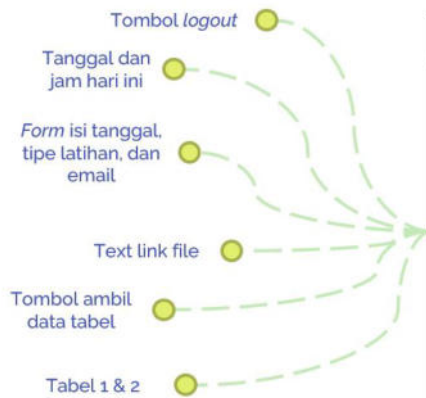 Tombol logout
Tanggal dan
jam hari ini
Form isi tanggal,
tipe latihan, dan
email
Text link file
Tombol ambil
data tabel
Tabel 1 & 2